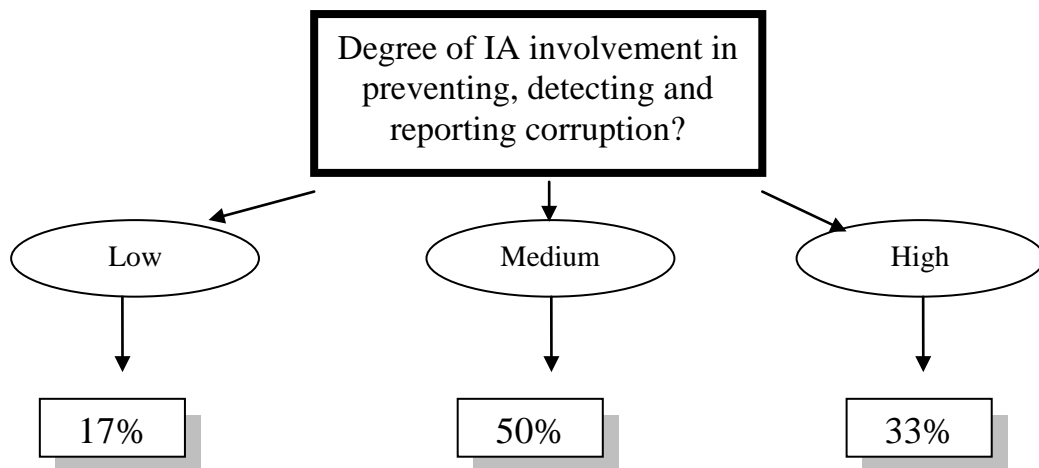 Degree of IA involvement in
preventing, detecting and
reporting corruption?
Low
Medium
High
17%
50%
33%